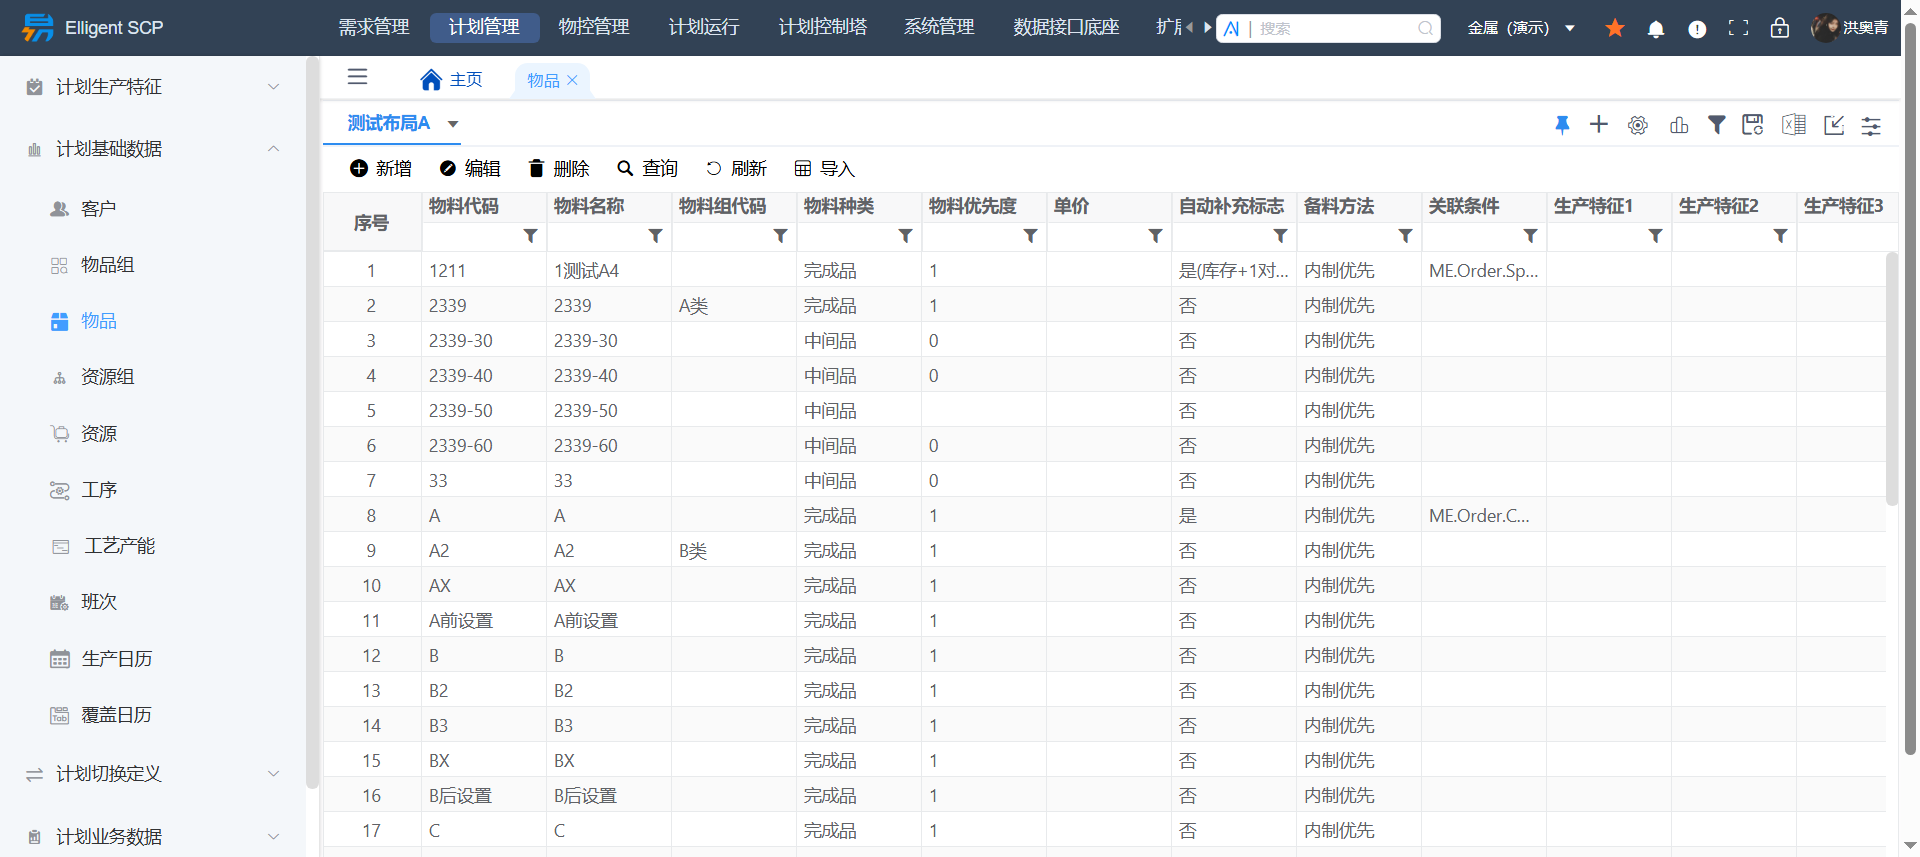 Elligent SCP 需求管理 计划管理 物控管理 计划运行 计划控制塔 系统管理 数据接口底座 搜索 金属 (演示) 洪奥青
主页 物品
测试布局A
新增 编辑 删除 查询 刷新 导入
计划生产特征
计划基础数据
客户
物品组
物品
资源组
资源
工序
工艺产能
班次
生产日历
覆盖日历
计划切换定义
计划业务数据
序号 物料代码 物料名称 物料组代码 物料种类 物料优先度 单价 自动补充标志 备料方法 关联条件 生产特征1 生产特征2 生产特征3
1 1211 1测试A4 完成品 1 是(库存+1对... 内制优先 ME.Order.Sp...
2 2339 2339 A类 完成品 1 否 内制优先
3 2339-30 2339-30 中间品 0 否 内制优先
4 2339-40 2339-40 中间品 0 否 内制优先
5 2339-50 2339-50 中间品 否 内制优先
6 2339-60 2339-60 中间品 0 否 内制优先
7 33 33 中间品 0 否 内制优先
8 A A 完成品 1 是 内制优先 ME.Order.C...
9 A2 A2 B类 完成品 1 否 内制优先
10 AX AX 完成品 1 否 内制优先
11 A前设置 A前设置 完成品 1 否 内制优先
12 B B 完成品 1 否 内制优先
13 B2 B2 完成品 1 否 内制优先
14 B3 B3 完成品 1 否 内制优先
15 BX BX 完成品 1 否 内制优先
16 B后设置 B后设置 完成品 1 否 内制优先
17 C C 完成品 1 否 内制优先